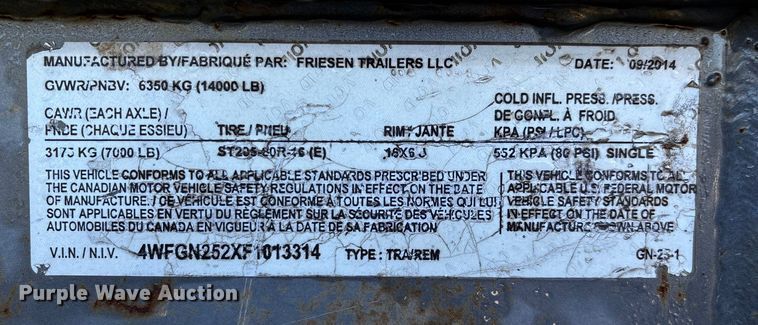 MANUFACTURED BY/FABRIQUÉ PAR: FRIESEN TRAILERS LLC DATE: 09/2014
GVWR/PNBV: 6350 KG (14000 LB)
GAWR (EACH AXLE) / COLD INFL. PRESS. /PRESS.
PNBE (CHAQUE ESSIEU) TIRE / PNEU RIM / JANTE DE GONFL. À FROID
KPA (PSI / LPC)
3175 KG (7000 LB) (E) 16X6 J 552 KPA (80 PSI) SINGLE
THIS VEHICLE CONFORMS TO ALL APPLICABLE STANDARDS PRESCRIBED UNDER
THE CANADIAN MOTOR VEHICLE SAFETY REGULATIONS IN EFFECT ON THE DATE
OF MANUFACTURE. / CE VÉHICULE EST CONFORME À TOUTES LES NORMES QUI LUI
SONT APPLICABLES EN VERTU DU RÈGLEMENT SUR LA SÉCURITÉ DES VÉHICULES
AUTOMOBILES DU CANADA EN VIGUEUR À LA DATE DE SA FABRICATION
THIS VEHICLE CONFORMS TO ALL
APPLICABLE U.S. FEDERAL MOTOR
VEHICLE SAFETY STANDARDS
IN EFFECT ON THE DATE OF
MANUFACTURE SHOWN ABOVE
V.I.N. / N.I.V. 4WFGN252XF1013314 TYPE : TRA/REM GN-25-1
Purple Wave Auction